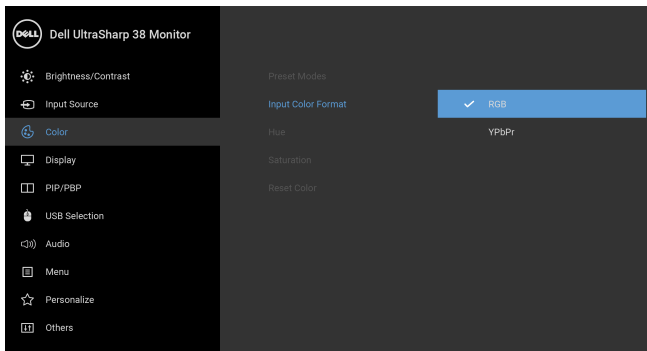 DELL Dell UltraSharp 38 Monitor
Brightness/Contrast Preset Modes
Input Source Input Color Format RGB
Color Hue YPbPr
Display Saturation
PIP/PBP Reset Color
USB Selection
Audio
Menu
Personalize
Others